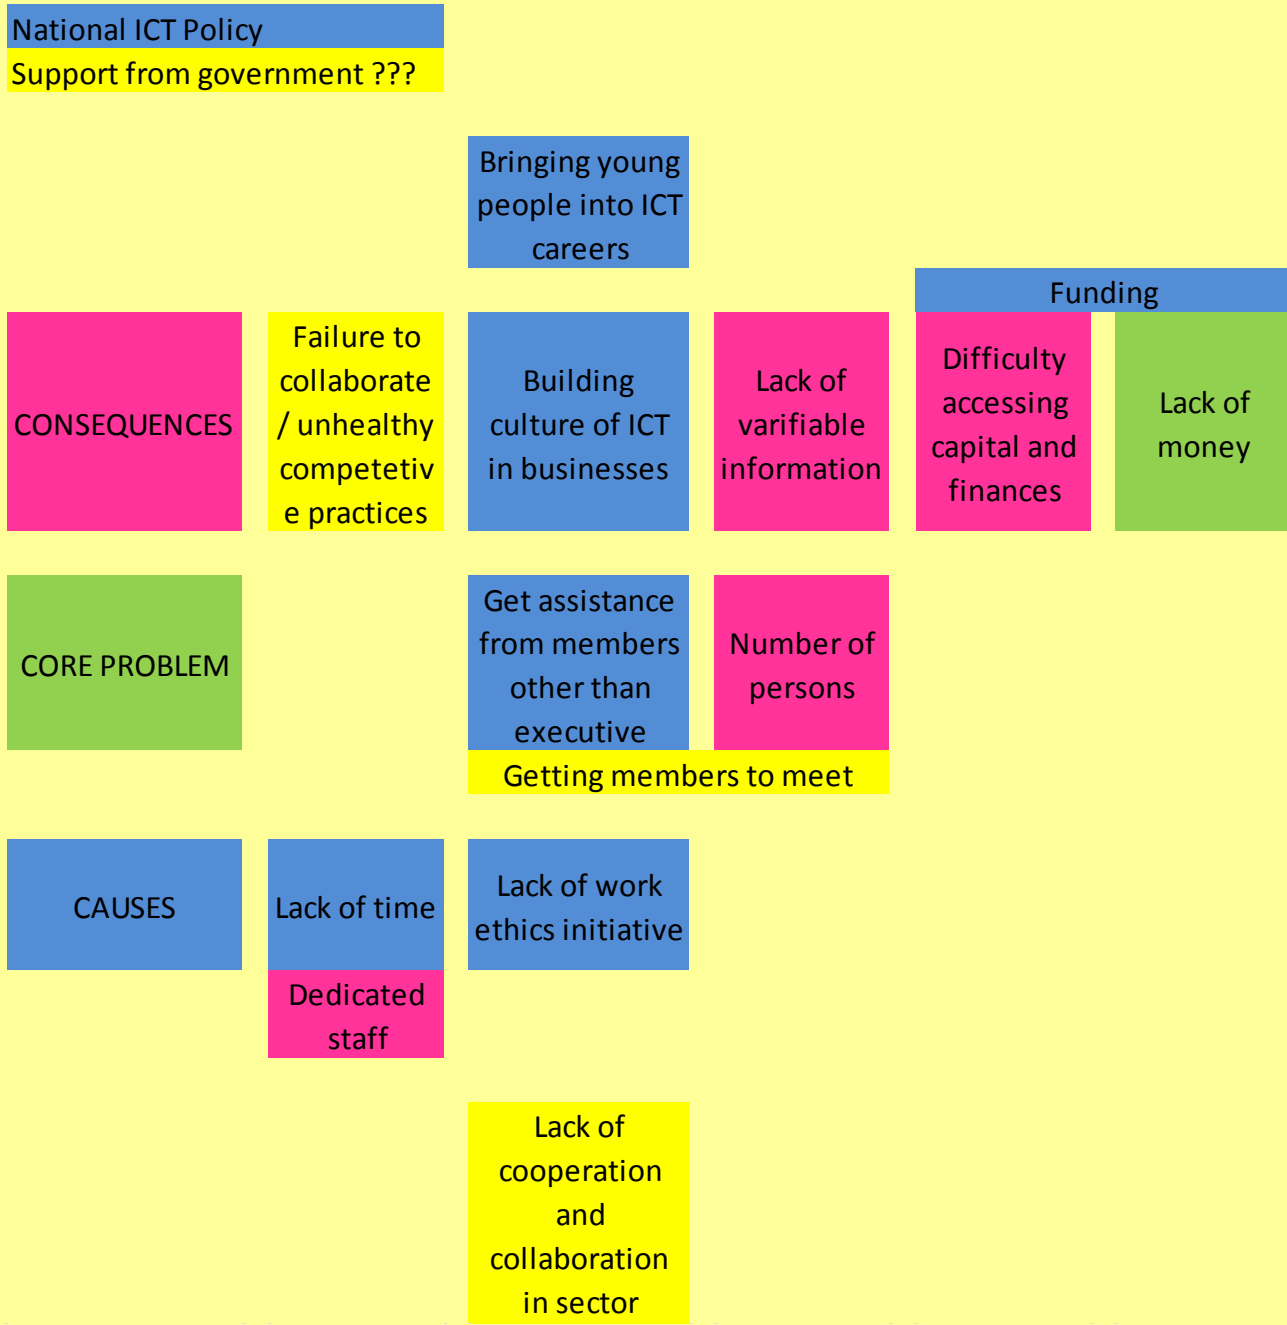 National ICT Policy
Support from government ???
Bringing young
people into ICT
careers
Funding
CONSEQUENCES
Failure to
collaborate
/ unhealthy
competetiv
e practices
Building
culture of ICT
in businesses
Lack of
varifiable
information
Difficulty
accessing
capital and
finances
Lack of
money
CORE PROBLEM
Get assistance
from members
other than
executive
Number of
persons
Getting members to meet
CAUSES
Lack of time
Lack of work
ethics initiative
Dedicated
staff
Lack of
cooperation
and
collaboration
in sector